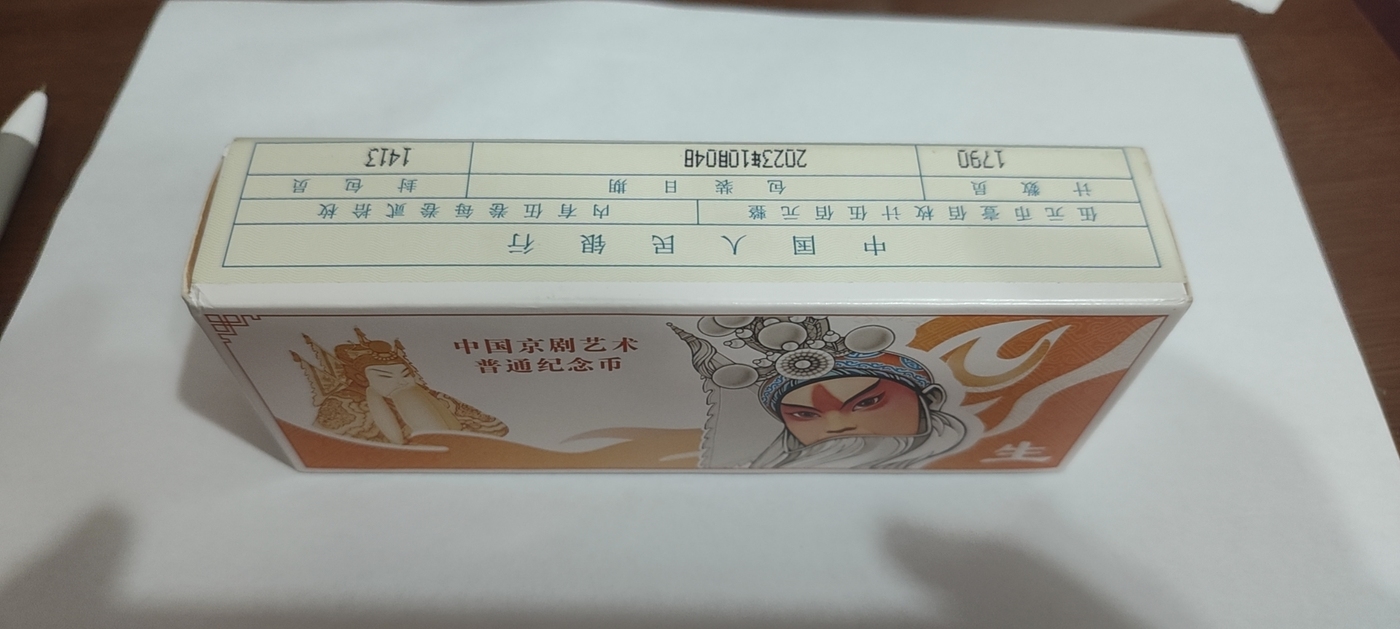 中国人民银行
伍元币壹佰枚计伍佰元整 内有伍卷每卷贰拾枚
计数员 包装日期 封包员
1790 2023年10月04日 1413
中国京剧艺术
普通纪念币
生